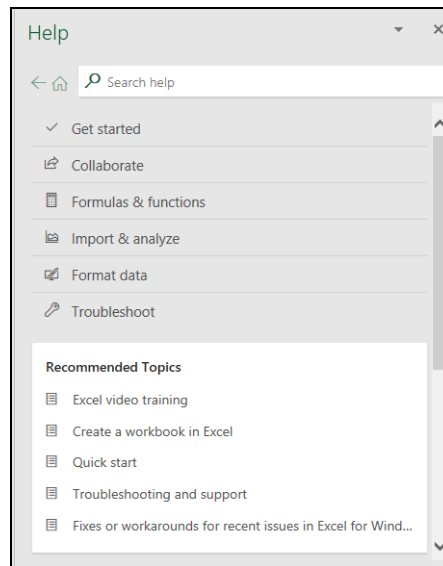 Help
Search help
Get started
Collaborate
Formulas & functions
Import & analyze
Format data
Troubleshoot
Recommended Topics
Excel video training
Create a workbook in Excel
Quick start
Troubleshooting and support
Fixes or workarounds for recent issues in Excel for Wind...